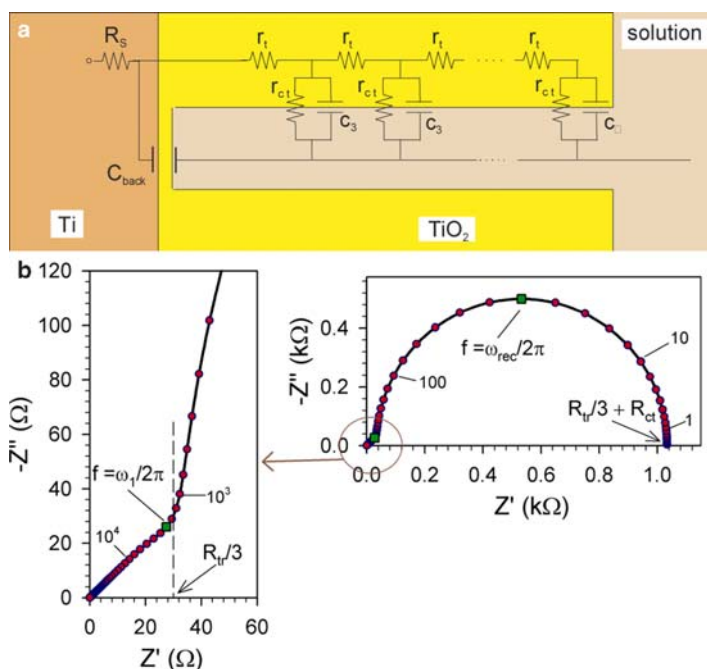 a
solution
R_S
r_t
r_t
r_t
r_t
r_ct
r_ct
r_ct
c_3
c_3
c_□
C_back
Ti
TiO_2
b
120
100
80
60
40
20
0
-Z'' (Ω)
10^4
10^3
f=ω_1/2π
R_tr/3
0
20
40
60
Z' (Ω)
0.4
0.2
0.0
-Z'' (kΩ)
f=ω_rec/2π
100
10
1
R_tr/3 + R_ct
0.0
0.2
0.4
0.6
0.8
1.0
Z' (kΩ)